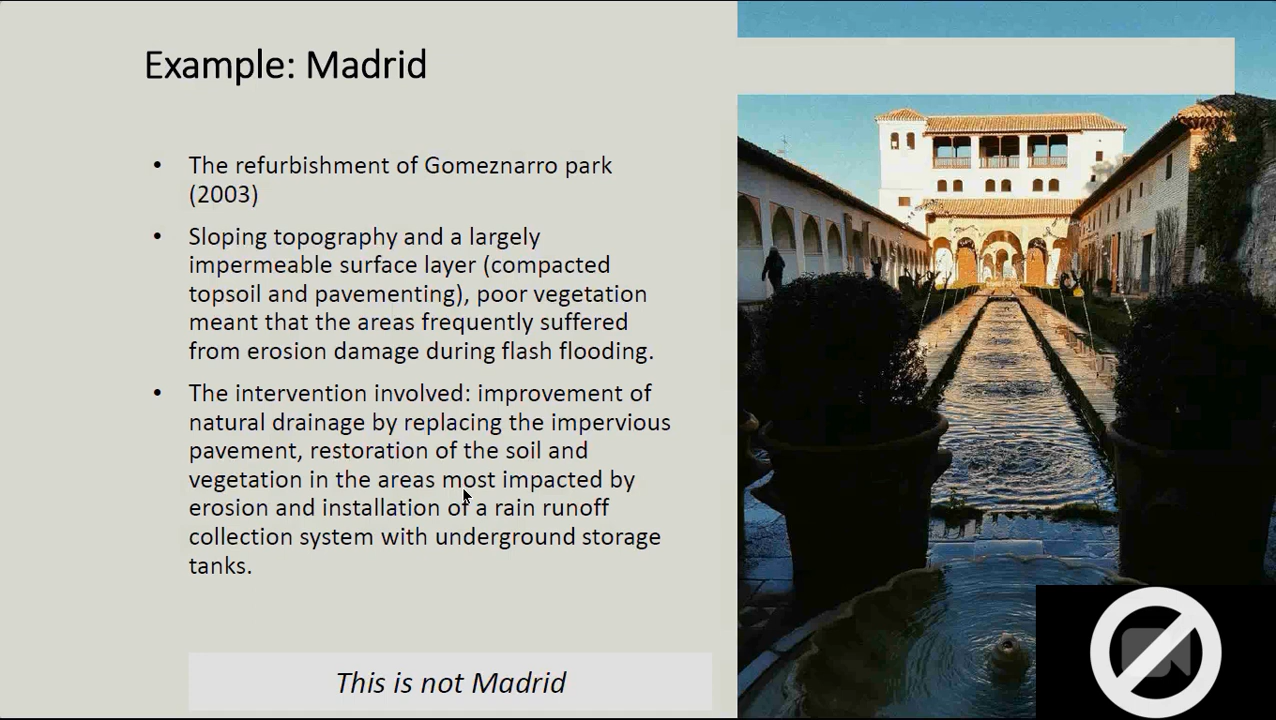 Example: Madrid
• The refurbishment of Gomeznarro park
(2003)
• Sloping topography and a largely
impermeable surface layer (compacted
topsoil and pavementing), poor vegetation
meant that the areas frequently suffered
from erosion damage during flash flooding.
• The intervention involved: improvement of
natural drainage by replacing the impervious
pavement, restoration of the soil and
vegetation in the areas most impacted by
erosion and installation of a rain runoff
collection system with underground storage
tanks.
This is not Madrid